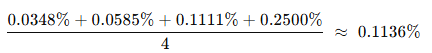 0.0348% + 0.0585% + 0.1111% + 0.2500%
4
≈ 0.1136%